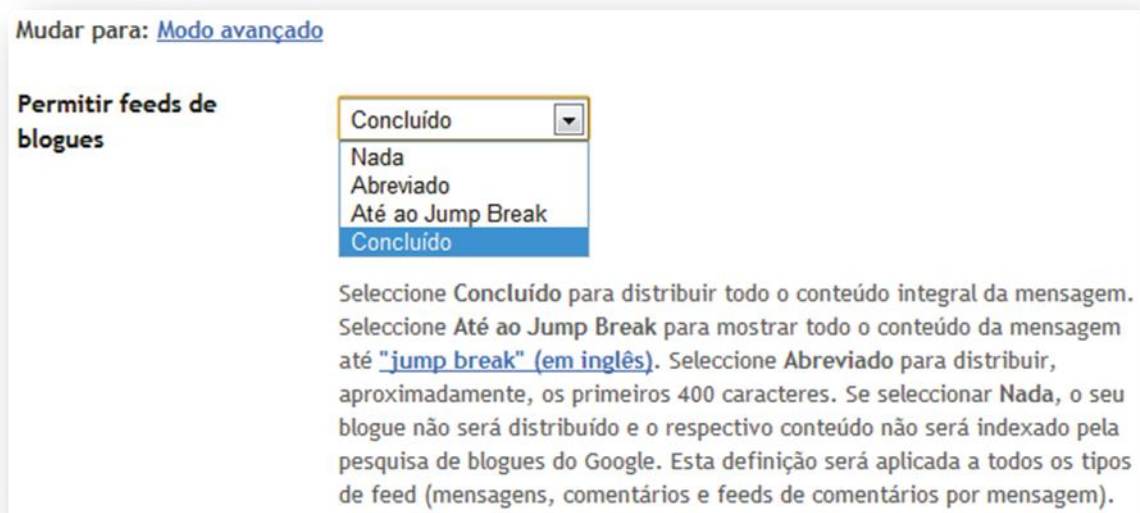 Mudar para: Modo avançado
Permitir feeds de
blogues
Concluído
Nada
Abreviado
Até ao Jump Break
Concluído
Seleccione Concluído para distribuir todo o conteúdo integral da mensagem.
Seleccione Até ao Jump Break para mostrar todo o conteúdo da mensagem
até "jump break" (em inglês). Seleccione Abreviado para distribuir,
aproximadamente, os primeiros 400 caracteres. Se seleccionar Nada, o seu
blogue não será distribuído e o respectivo conteúdo não será indexado pela
pesquisa de blogues do Google. Esta definição será aplicada a todos os tipos
de feed (mensagens, comentários e feeds de comentários por mensagem).